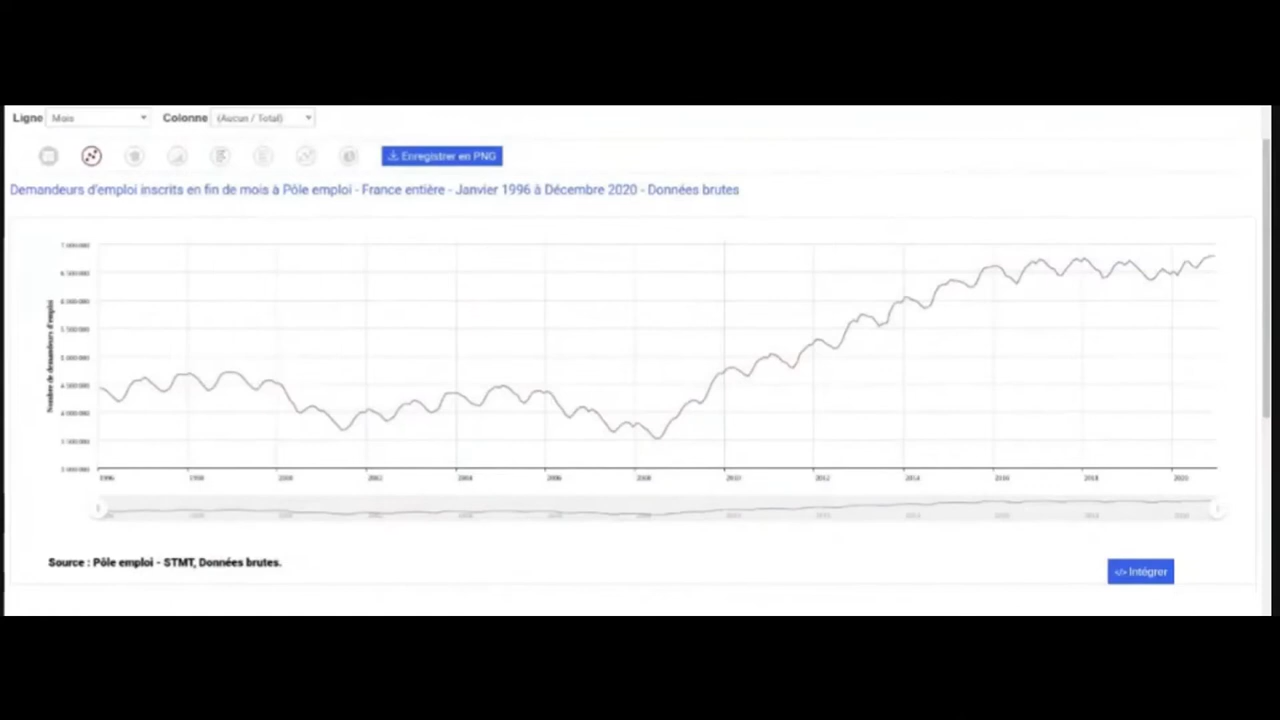 Ligne Mois Colonne (Aucun / Total)
Enregistrer en PNG
Demandeurs d'emploi inscrits en fin de mois à Pôle emploi - France entière - Janvier 1996 à Décembre 2020 - Données brutes
7 000 000
6 500 000
6 000 000
5 500 000
5 000 000
4 500 000
4 000 000
3 500 000
3 000 000
Nombre de demandeurs d'emploi
1996 1998 2000 2002 2004 2006 2008 2010 2012 2014 2016 2018 2020
Source : Pôle emploi - STMT, Données brutes.
</> Intégrer